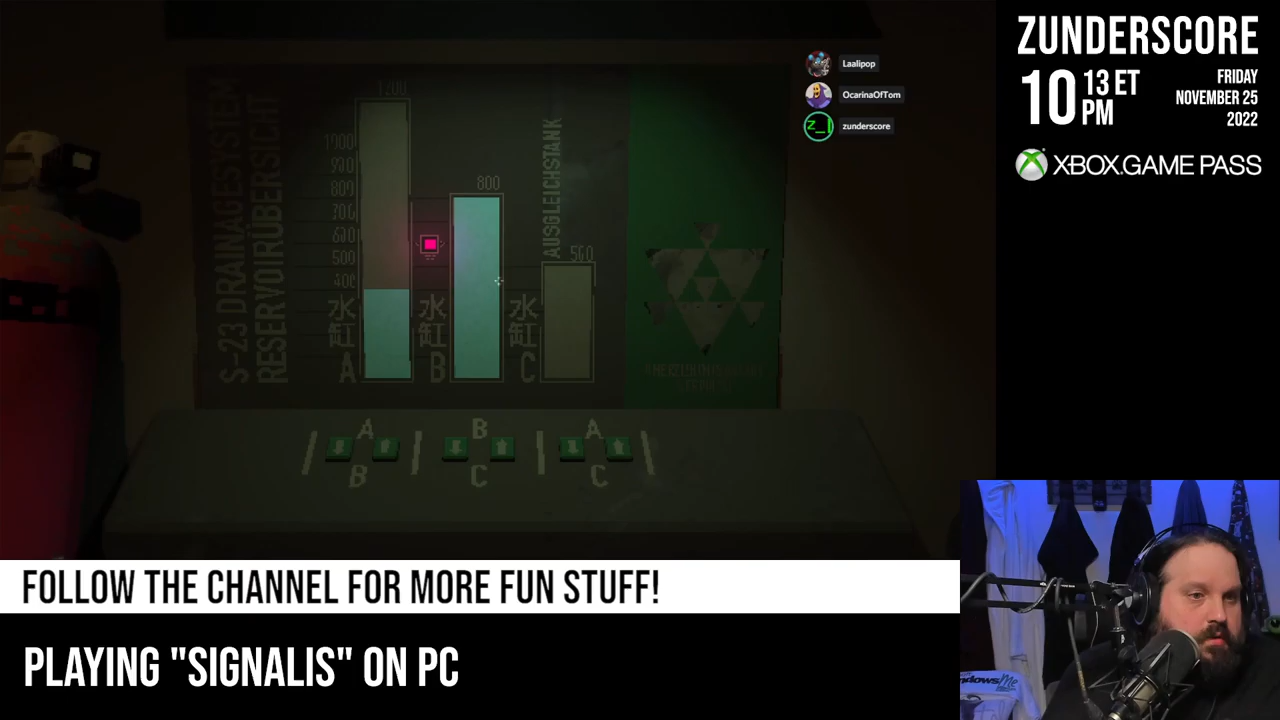 S-23 DRAINAGESYSTEM
RESERVOIRÜBERSICHT
1200
1000
900
800
700
600
500
400
水缸 A
水缸 B
800
水缸 C
AUSGLEICHSTANK
500
A B
B C
A C
Laalipop
OcarinaOfTom
zunderscore
ZUNDERSCORE
10 13 ET PM
FRIDAY
NOVEMBER 25
2022
XBOX.GAME PASS
FOLLOW THE CHANNEL FOR MORE FUN STUFF!
PLAYING "SIGNALIS" ON PC